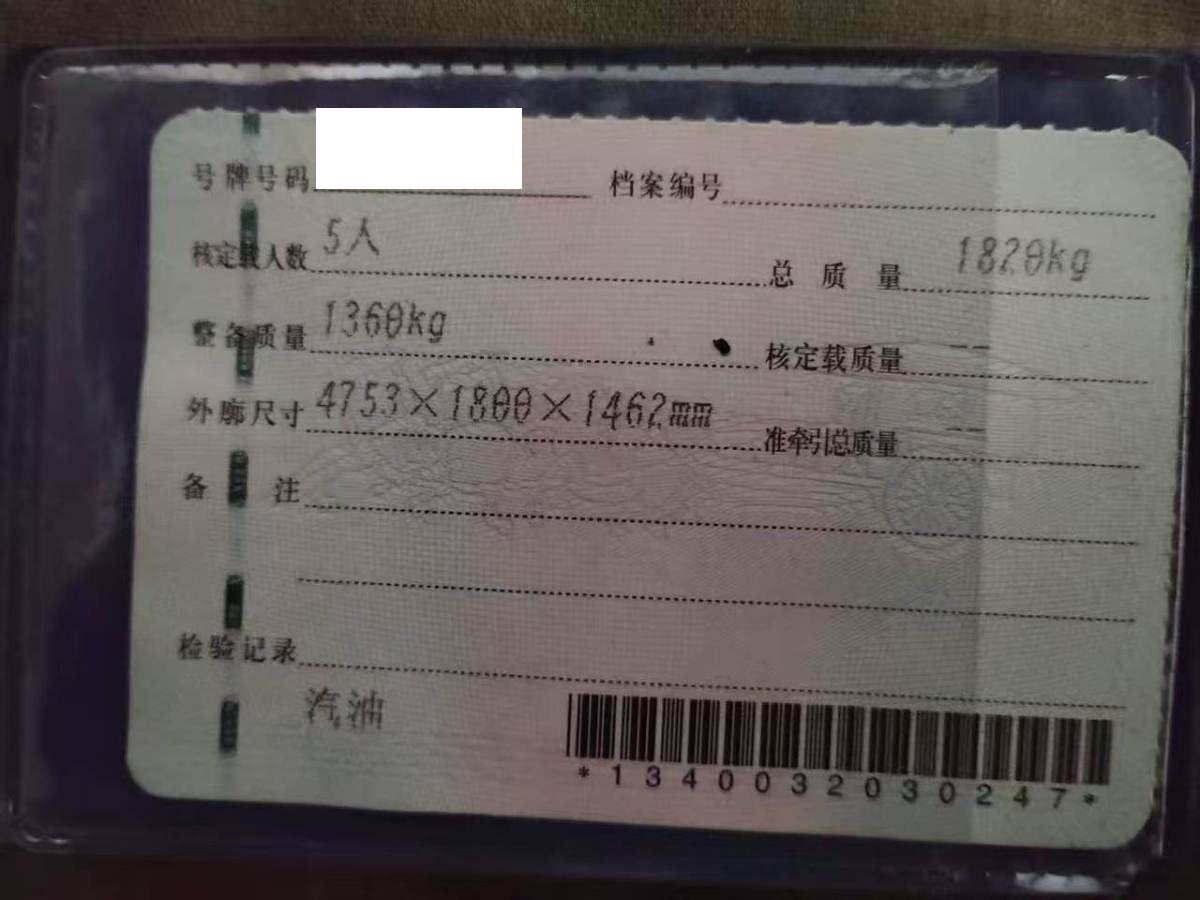 号牌号码 档案编号
核定载人数 5人 总质量 1820kg
整备质量 1360kg 核定载质量 --
外廓尺寸 4753×1800×1462mm 准牵引总质量 --
备注
检验记录
汽油
*1340032030247*